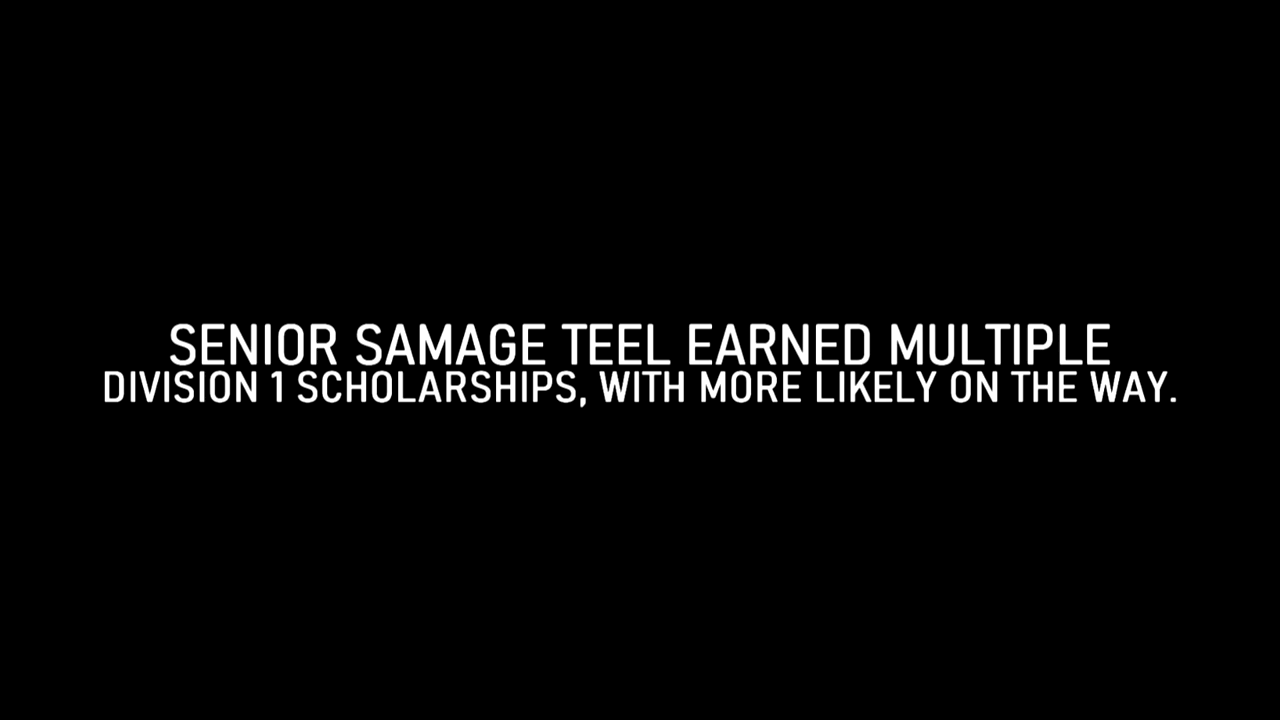 SENIOR SAMAGE TEEL EARNED MULTIPLE
DIVISION 1 SCHOLARSHIPS, WITH MORE LIKELY ON THE WAY.